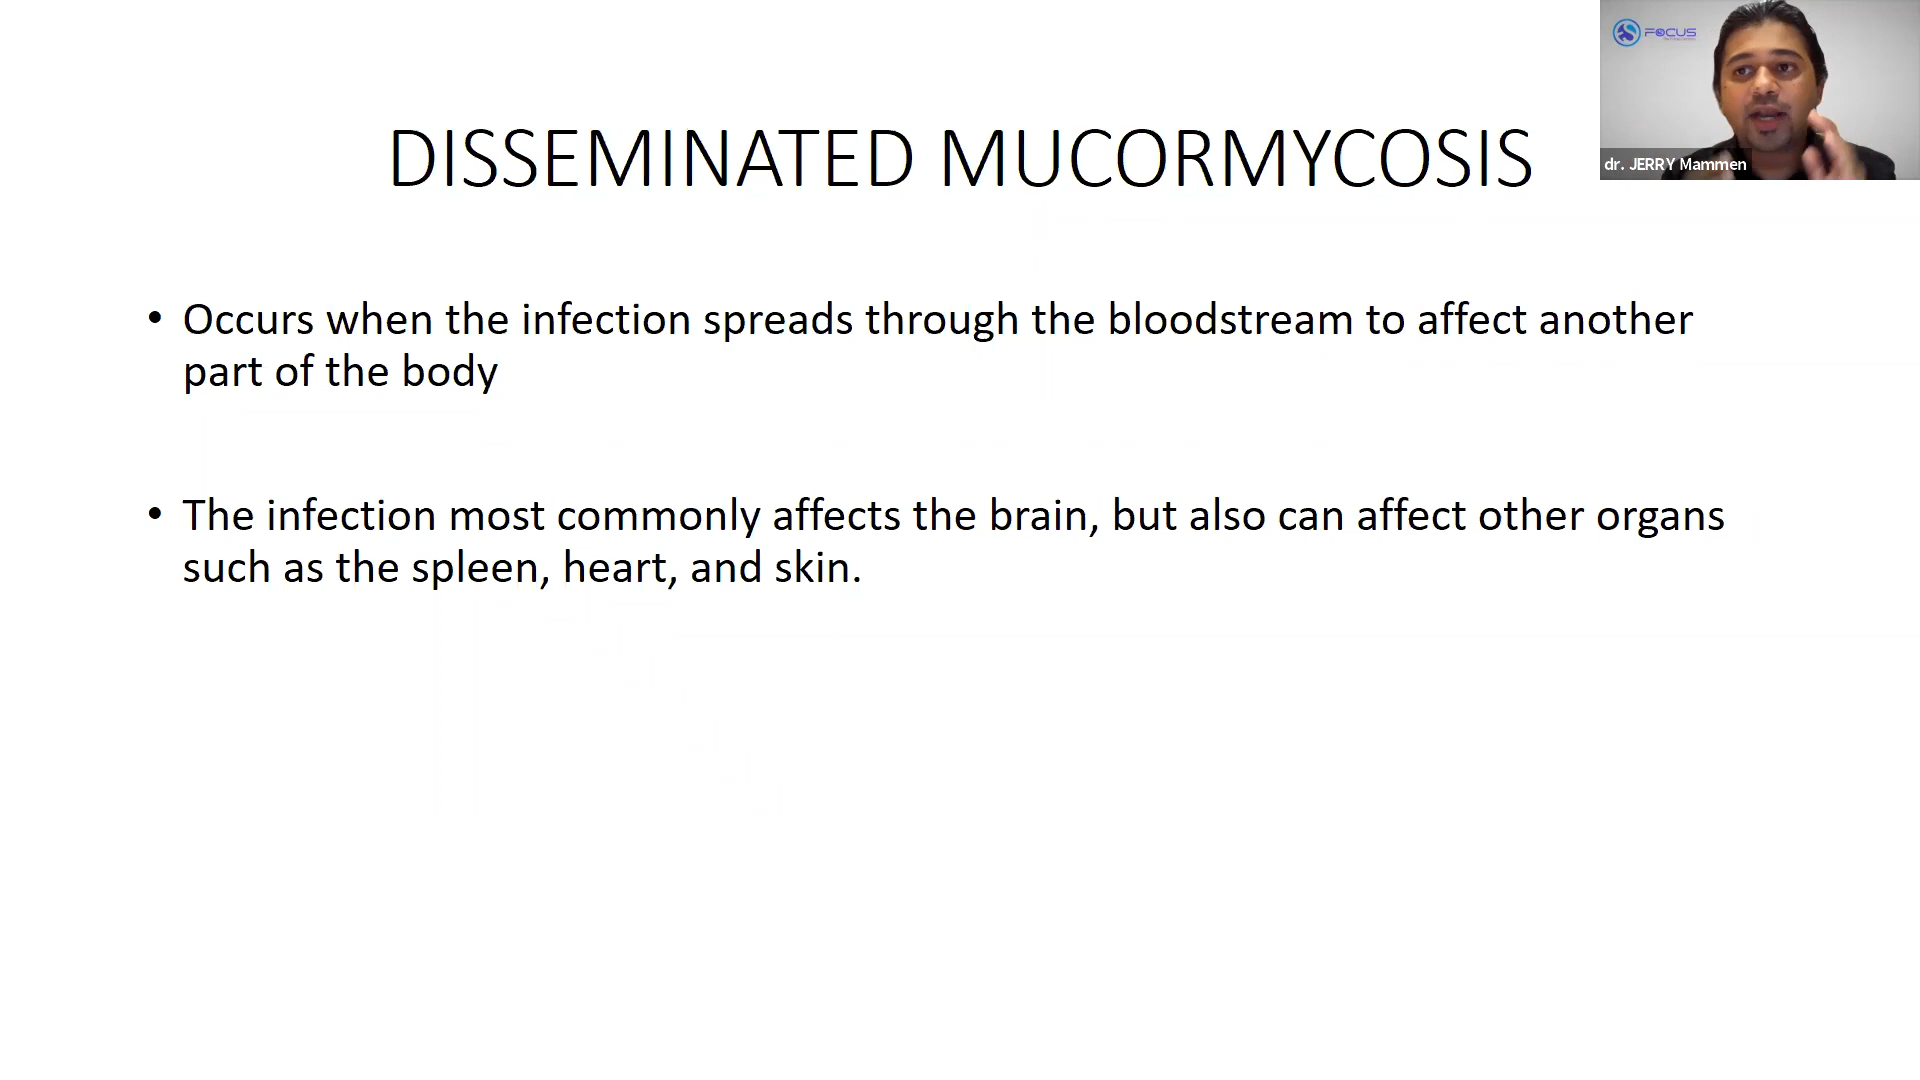 DISSEMINATED MUCORMYCOSIS
FOCUS
dr. JERRY Mammen
• Occurs when the infection spreads through the bloodstream to affect another
part of the body
• The infection most commonly affects the brain, but also can affect other organs
such as the spleen, heart, and skin.